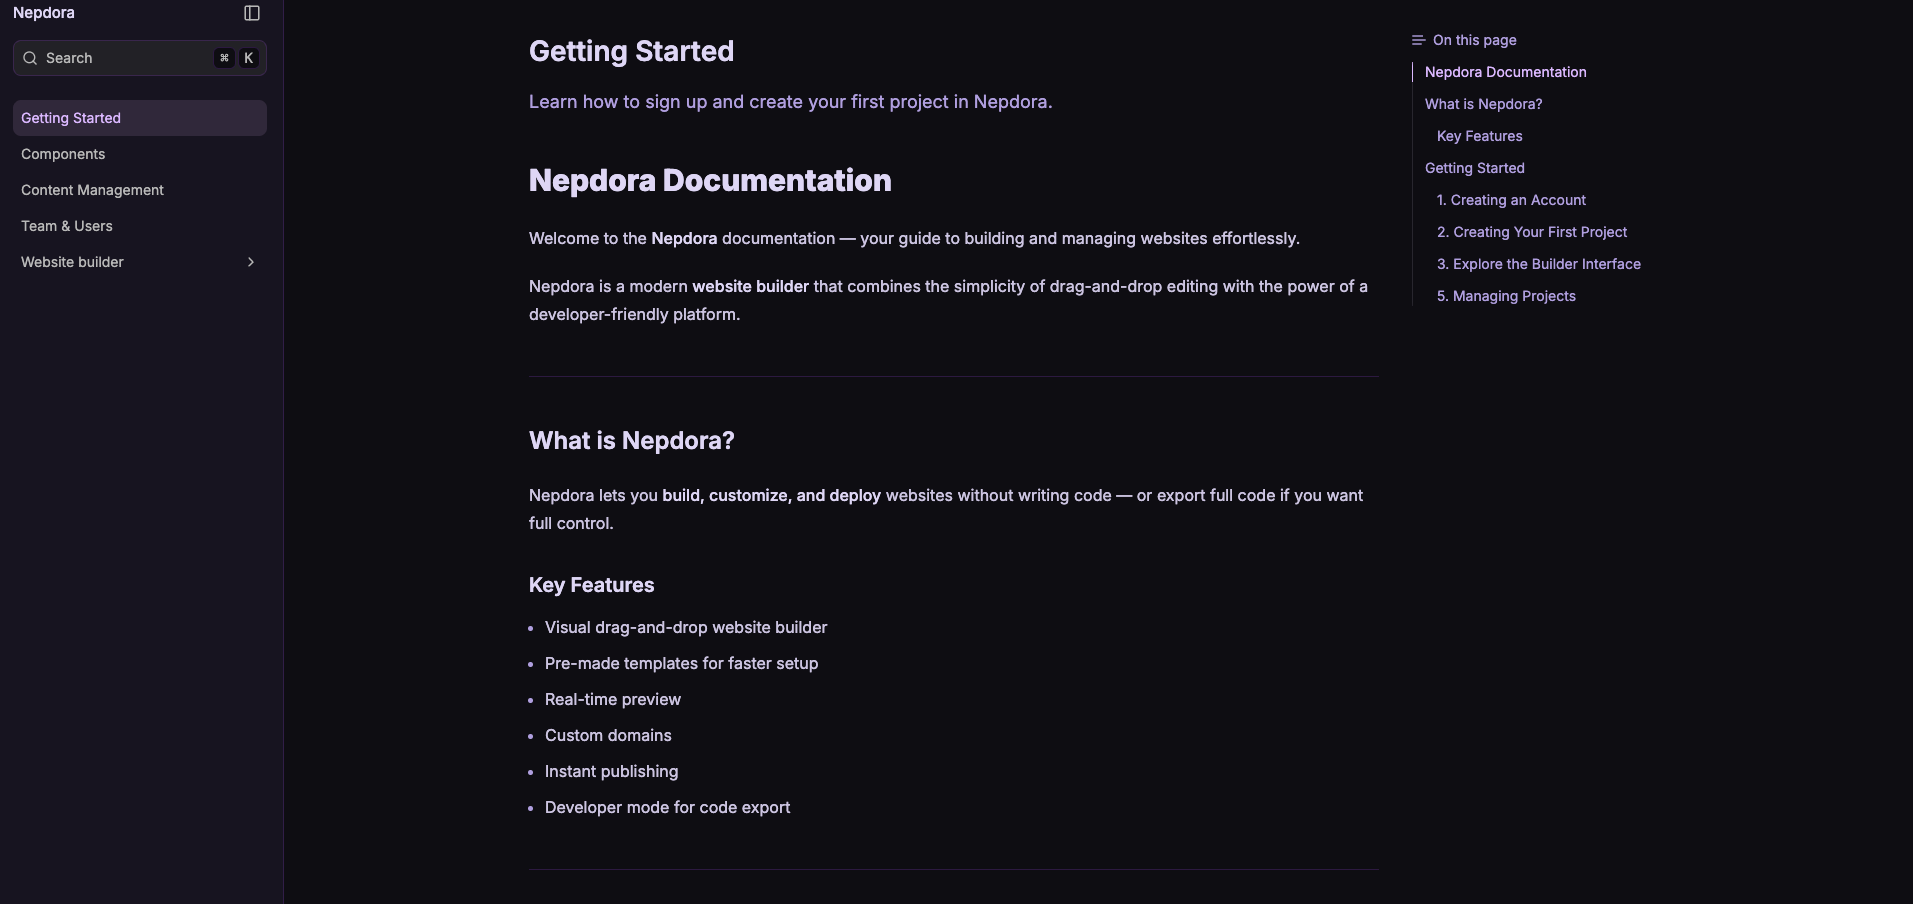 Nepdora
Search ⌘ K
Getting Started
Components
Content Management
Team & Users
Website builder
Getting Started
Learn how to sign up and create your first project in Nepdora.
Nepdora Documentation
Welcome to the Nepdora documentation — your guide to building and managing websites effortlessly.
Nepdora is a modern website builder that combines the simplicity of drag-and-drop editing with the power of a
developer-friendly platform.
What is Nepdora?
Nepdora lets you build, customize, and deploy websites without writing code — or export full code if you want
full control.
Key Features
• Visual drag-and-drop website builder
• Pre-made templates for faster setup
• Real-time preview
• Custom domains
• Instant publishing
• Developer mode for code export
On this page
Nepdora Documentation
What is Nepdora?
Key Features
Getting Started
1. Creating an Account
2. Creating Your First Project
3. Explore the Builder Interface
5. Managing Projects